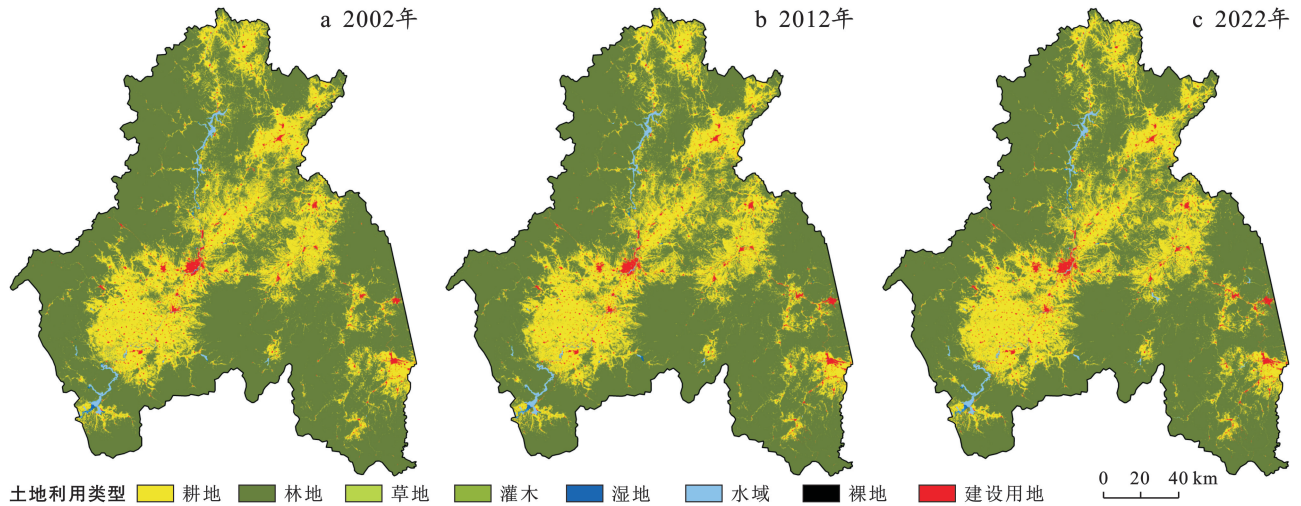 a 2002年
b 2012年
c 2022年
土地利用类型 耕地 林地 草地 灌木 湿地 水域 裸地 建设用地
0 20 40 km